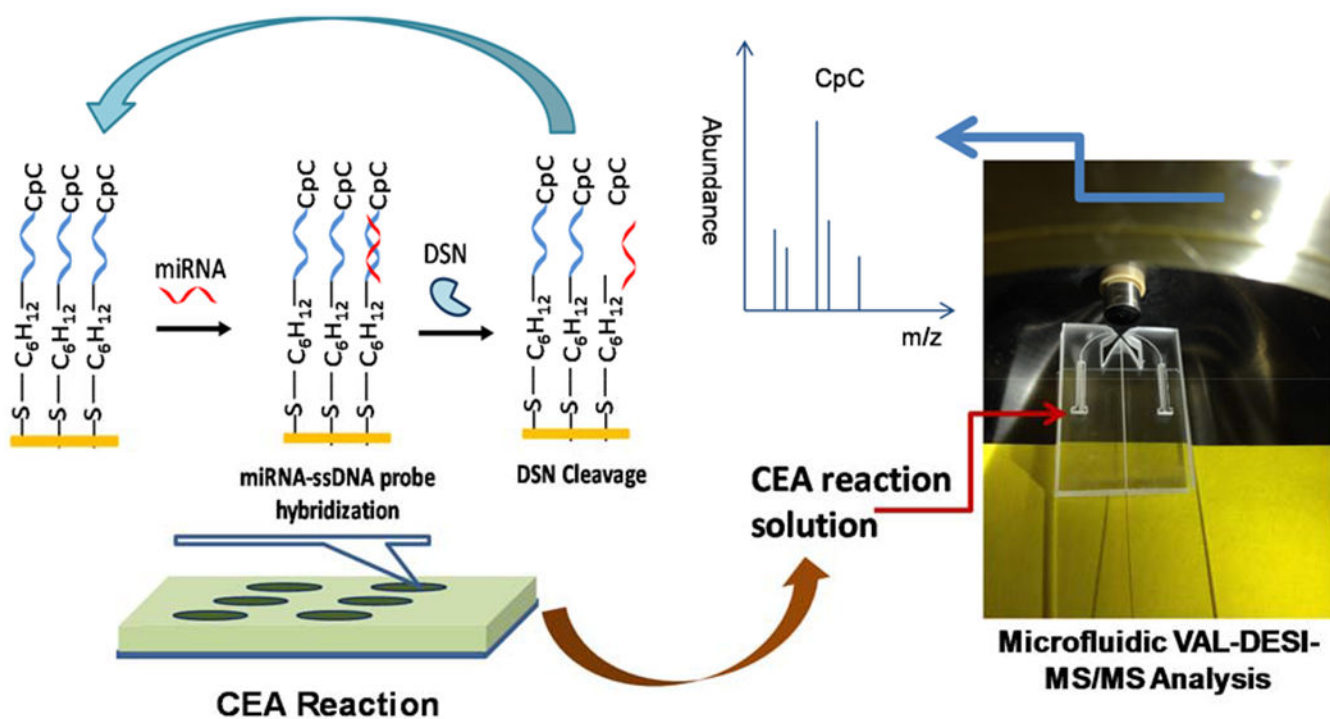 CpC CpC CpC
S—C₆H₁₂ S—C₆H₁₂ S—C₆H₁₂
miRNA
CpC CpC CpC
S—C₆H₁₂ S—C₆H₁₂ S—C₆H₁₂
miRNA-ssDNA probe
hybridization
DSN
CpC CpC CpC
S—C₆H₁₂ S—C₆H₁₂ S—C₆H₁₂
DSN Cleavage
CEA Reaction
Abundance
CpC
m/z
CEA reaction
solution
Microfluidic VAL-DESI-
MS/MS Analysis